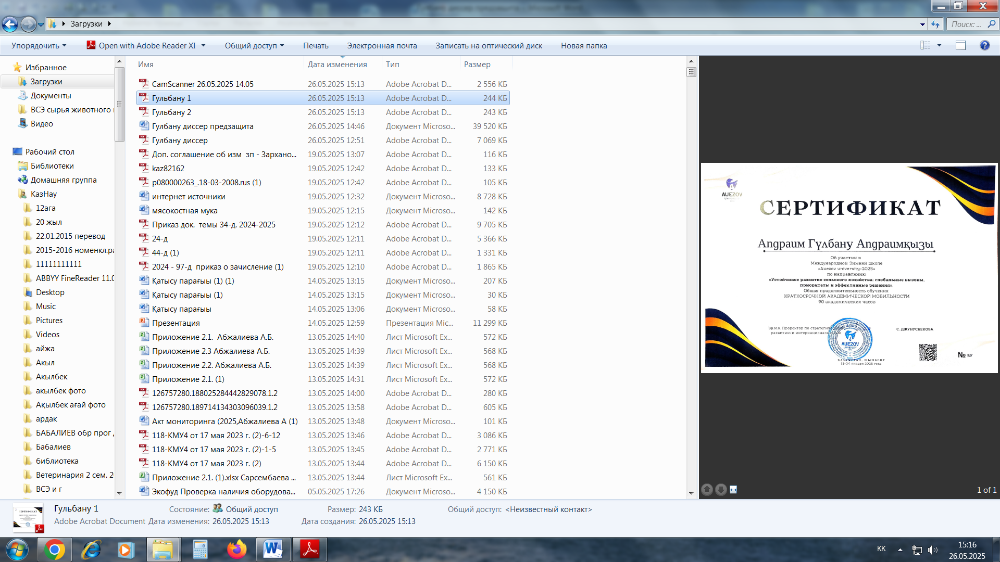 Загрузки
Поиск: ...
Упорядочить
Open with Adobe Reader XI
Общий доступ
Печать
Электронная почта
Записать на оптический диск
Новая папка
Избранное
Загрузки
Документы
ВСЭ сырья животного
Видео
Рабочий стол
Библиотеки
Домашняя группа
КазНау
12ага
20 жыл
22.01.2015 перевод
2015-2016 номенкл.ра
11111111111
ABBYY FineReader 11.0
Desktop
Music
Pictures
Videos
айжа
Акыл
Акылбек
акылбек фото
Ақылбек ағай фото
ардак
БАБАЛИЕВ обр прог
Бабалиев
библиотека
Ветеринария 2 сем. 2
ВСЭ и г
Имя Дата изменения Тип Размер
CamScanner 26.05.2025 14.05 26.05.2025 15:13 Adobe Acrobat D... 2 556 КБ
Гульбану 1 26.05.2025 15:13 Adobe Acrobat D... 244 КБ
Гульбану 2 26.05.2025 15:13 Adobe Acrobat D... 243 КБ
Гулбану диссер предзащита 26.05.2025 14:46 Документ Microso... 39 520 КБ
Гулбану диссер 26.05.2025 12:51 Adobe Acrobat D... 7 069 КБ
Доп. соглашение об изм  зп - Зархано... 19.05.2025 13:07 Adobe Acrobat D... 116 КБ
kaz82162 19.05.2025 12:42 Adobe Acrobat D... 133 КБ
p080000263_.18-03-2008.rus (1) 19.05.2025 12:42 Adobe Acrobat D... 105 КБ
интернет источники 19.05.2025 12:32 Документ Microso... 8 728 КБ
мясокостная мука 19.05.2025 12:15 Документ Microso... 142 КБ
Приказ док.  темы 34-д. 2024-2025 19.05.2025 12:12 Adobe Acrobat D... 9 705 КБ
24-д 19.05.2025 12:11 Adobe Acrobat D... 5 366 КБ
44-д (1) 19.05.2025 12:11 Adobe Acrobat D... 1 331 КБ
2024 - 97-д  приказ о зачисление (1) 19.05.2025 12:10 Adobe Acrobat D... 1 865 КБ
Қатысу парағыы (1) (1) 14.05.2025 13:15 Документ Microso... 207 КБ
Қатысу парағыы (1) 14.05.2025 13:15 Документ Microso... 30 КБ
Қатысу парағыы 14.05.2025 13:06 Документ Microso... 58 КБ
Презентация 14.05.2025 12:59 Презентация Mic... 11 299 КБ
Приложение 2.1.  Абжалиева А.Б. 13.05.2025 14:40 Лист Microsoft Ex... 572 КБ
Приложение 2.3 Абжалиева А.Б. 13.05.2025 14:39 Лист Microsoft Ex... 568 КБ
Приложение 2.2. Абжалиева А.Б. 13.05.2025 14:39 Лист Microsoft Ex... 568 КБ
Приложение 2.1. (1) 13.05.2025 14:31 Лист Microsoft Ex... 572 КБ
126757280.188025284442829078.1.2 13.05.2025 14:00 Adobe Acrobat D... 280 КБ
126757280.189714134303096039.1.2 13.05.2025 13:58 Adobe Acrobat D... 605 КБ
Акт мониторинга (2025,Абжалиева А (1) 13.05.2025 13:48 Документ Microso... 101 КБ
118-КМУ4 от 17 мая 2023 г. (2)-6-12 13.05.2025 13:46 Adobe Acrobat D... 3 086 КБ
118-КМУ4 от 17 мая 2023 г. (2)-1-5 13.05.2025 13:45 Adobe Acrobat D... 2 771 КБ
118-КМУ4 от 17 мая 2023 г. (2) 13.05.2025 13:44 Adobe Acrobat D... 6 150 КБ
Приложение 2.1. (1).xlsx Сарсембаева ... 13.05.2025 13:44 Лист Microsoft Ex... 561 КБ
Экофуд Проверка наличия оборудова... 05.05.2025 17:26 Документ Microso... 4 150 КБ
AUEZOV
UNIVERSITY
СЕРТИФИКАТ
Апдраим Гүлбану Апдраимқызы
Об участии в
Международной Зимней школе
«Auezov university-2025»
по направлению
«Устойчивое развитие сельского хозяйства: глобальные вызовы,
приоритеты и эффективные решения».
Общая продолжительность обучения
КРАТКОСРОЧНОЙ АКАДЕМИЧЕСКОЙ МОБИЛЬНОСТИ
90 академических часов
Вр.и.о. Проректор по стратегическому
развитию и интернационализации
С. ДЖУНУСБЕКОВА
AUEZOV
UNIVERSITY
КАЗАХСТАН, ШЫМКЕНТ
13-24 января 2025 года
№
1 of 1
Гульбану 1
Adobe Acrobat Document
Состояние: Общий доступ
Дата изменения: 26.05.2025 15:13
Размер: 243 КБ
Дата создания: 26.05.2025 15:13
Общий доступ: <Неизвестный контакт>
KK
15:16
26.05.2025